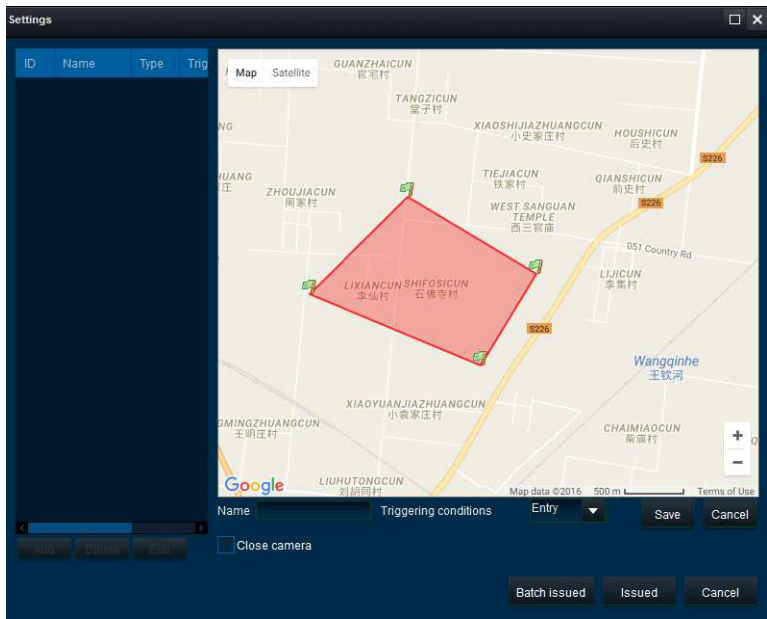 Settings
ID Name Type Trig
Map Satellite
GUANZHAICUN
官宅村
TANGZICUN
堂子村
NG
XIAOSHIJIAZHUANGCUN
小史家庄村
HOUSHICUN
后史村
S226
HUANG
庄
ZHOUJIACUN
周家村
TIEJIACUN
铁家村
QIANSHICUN
前史村
S226
WEST SANGUAN
TEMPLE
西三官庙
051 Country Rd
LIXIANCUN
李仙村
SHIFOSICUN
石佛寺村
LIJICUN
李集村
S226
Wangqinhe
王钦河
XIAOYUANJIAZHUANGCUN
小袁家庄村
GMINGZHUANGCUN
王明庄村
CHAIMIAOCUN
柴庙村
+
−
LIUHUTONGCUN
刘胡同村
Google
Map data ©2016 500 m Terms of Use
Name Triggering conditions Entry Save Cancel
Add Delete Edit
Close camera
Batch issued Issued Cancel